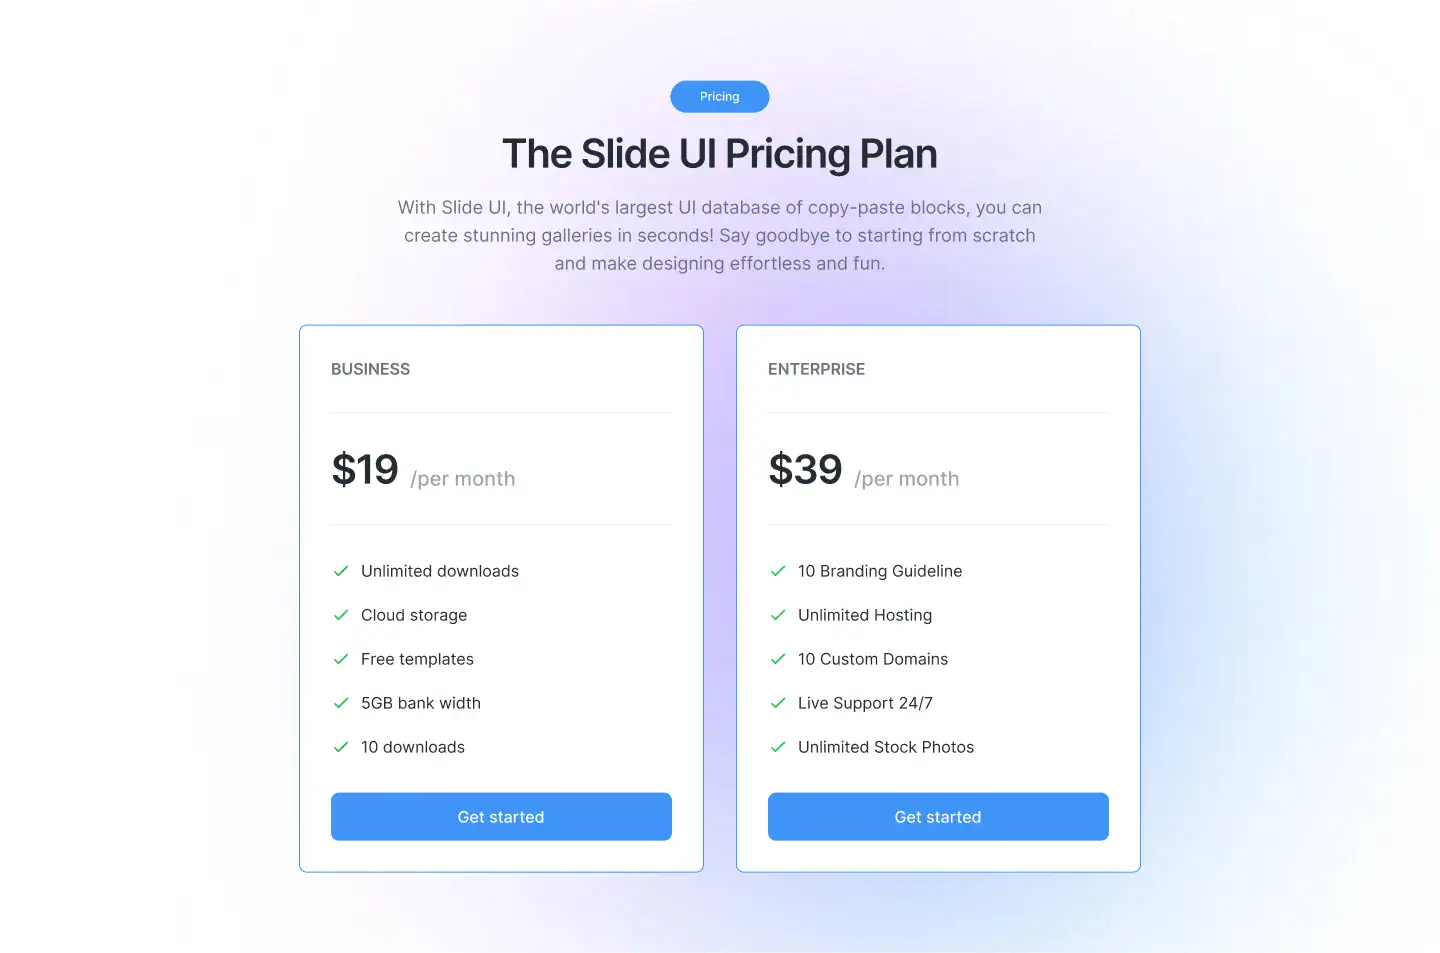 Pricing
The Slide UI Pricing Plan
With Slide UI, the world's largest UI database of copy-paste blocks, you can
create stunning galleries in seconds! Say goodbye to starting from scratch
and make designing effortless and fun.
BUSINESS
$19 /per month
Unlimited downloads
Cloud storage
Free templates
5GB bank width
10 downloads
Get started
ENTERPRISE
$39 /per month
10 Branding Guideline
Unlimited Hosting
10 Custom Domains
Live Support 24/7
Unlimited Stock Photos
Get started